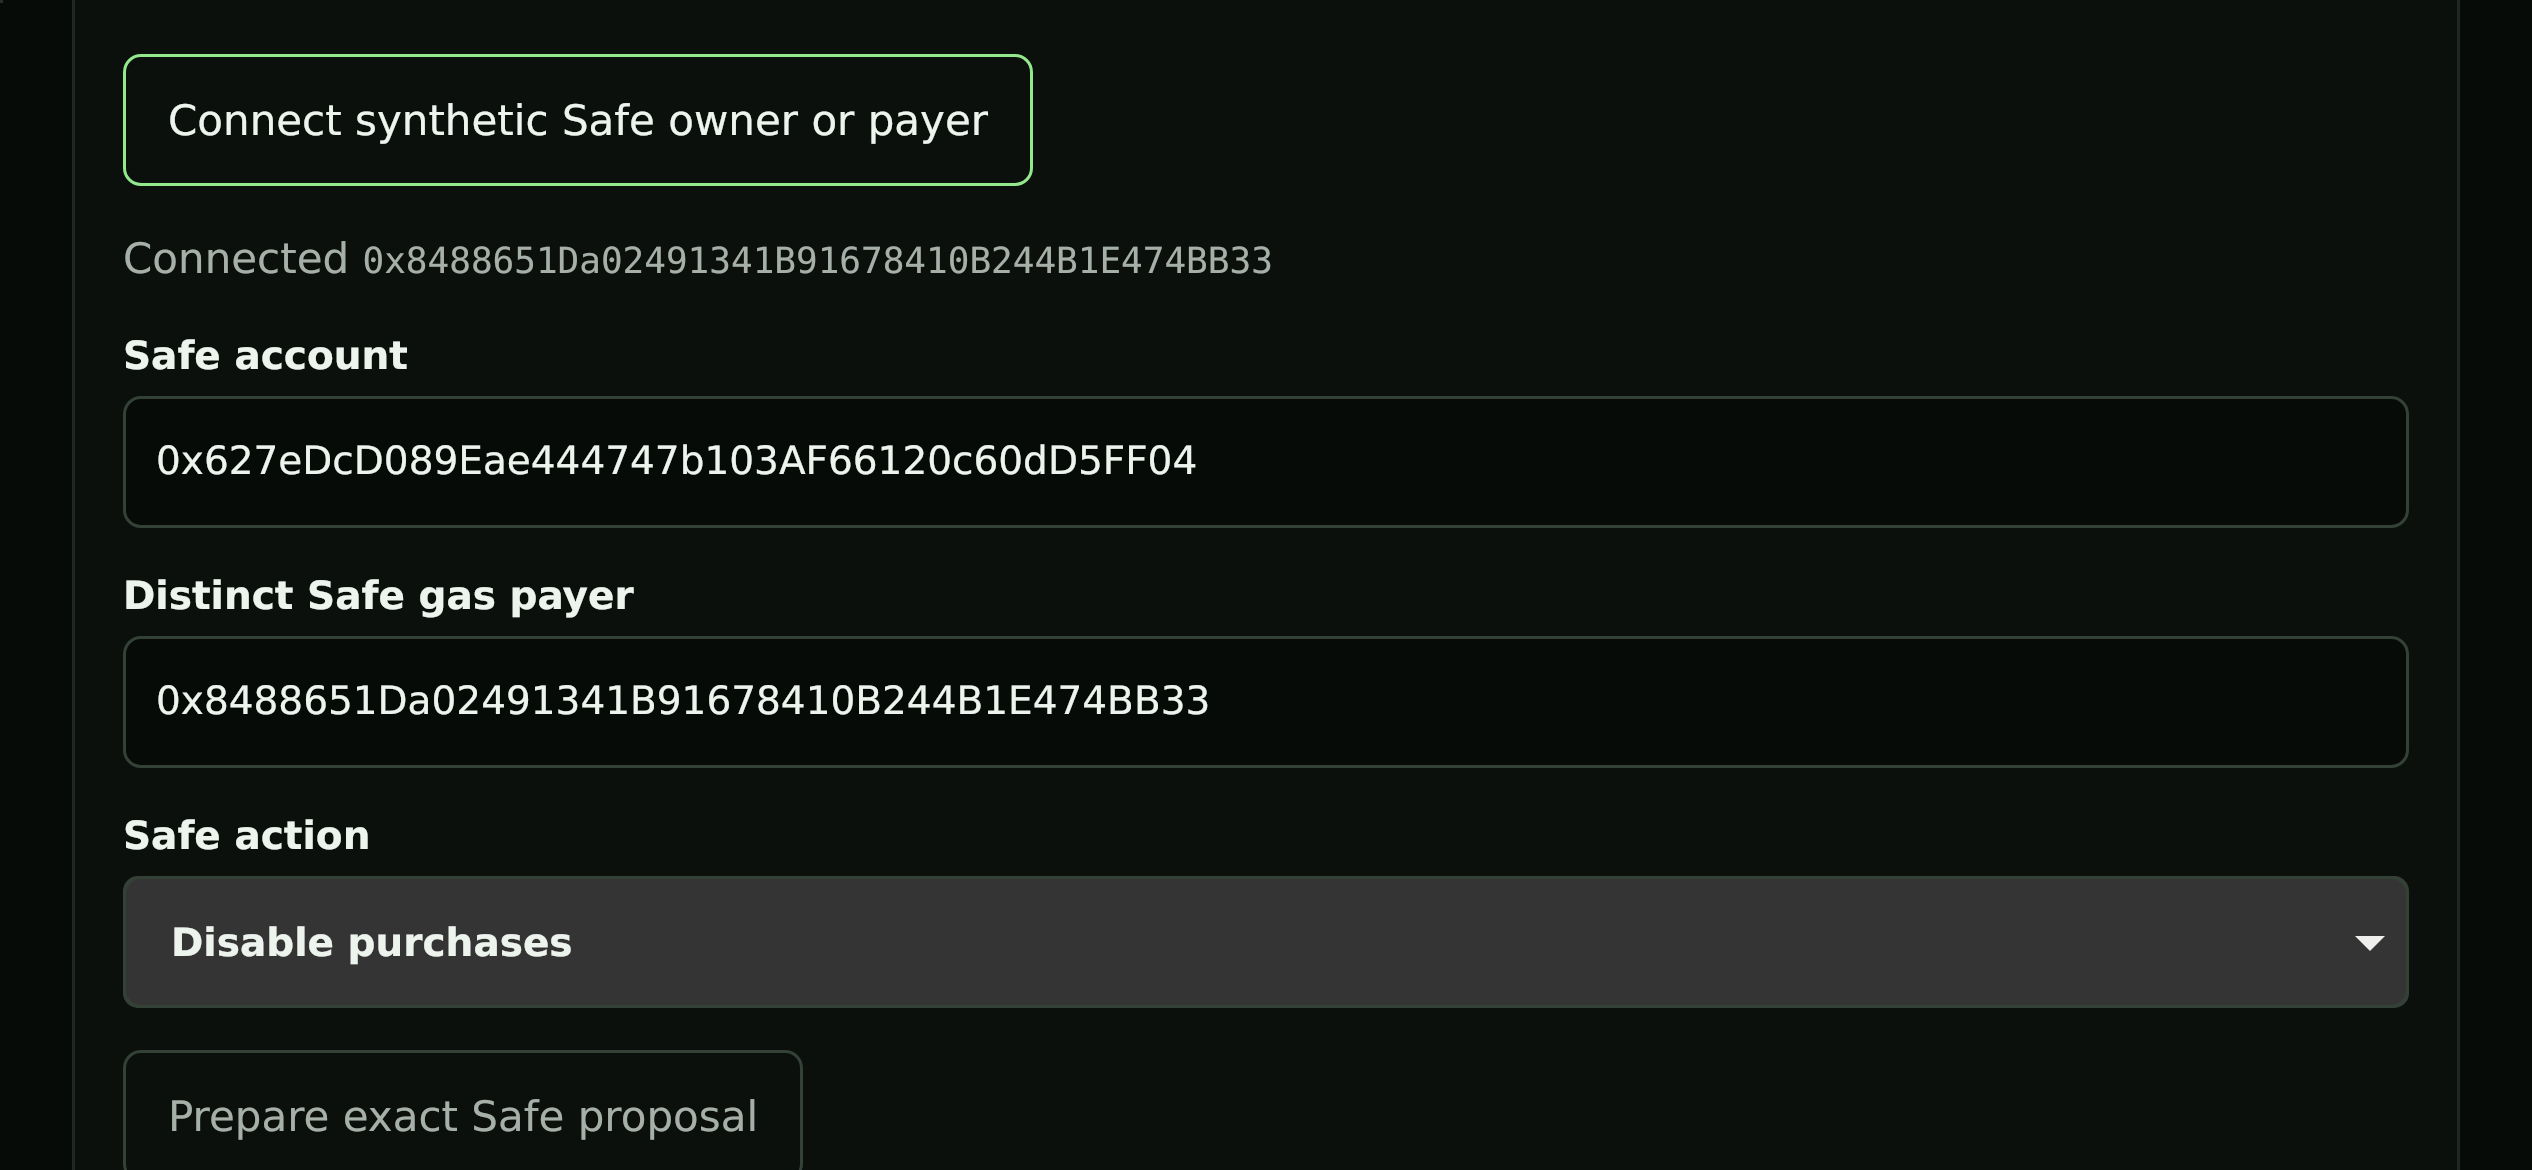 Connect synthetic Safe owner or payer
Connected 0x8488651Da02491341B91678410B244B1E474BB33
Safe account
0x627eDcD089Eae444747b103AF66120c60dD5FF04
Distinct Safe gas payer
0x8488651Da02491341B91678410B244B1E474BB33
Safe action
Disable purchases
Prepare exact Safe proposal